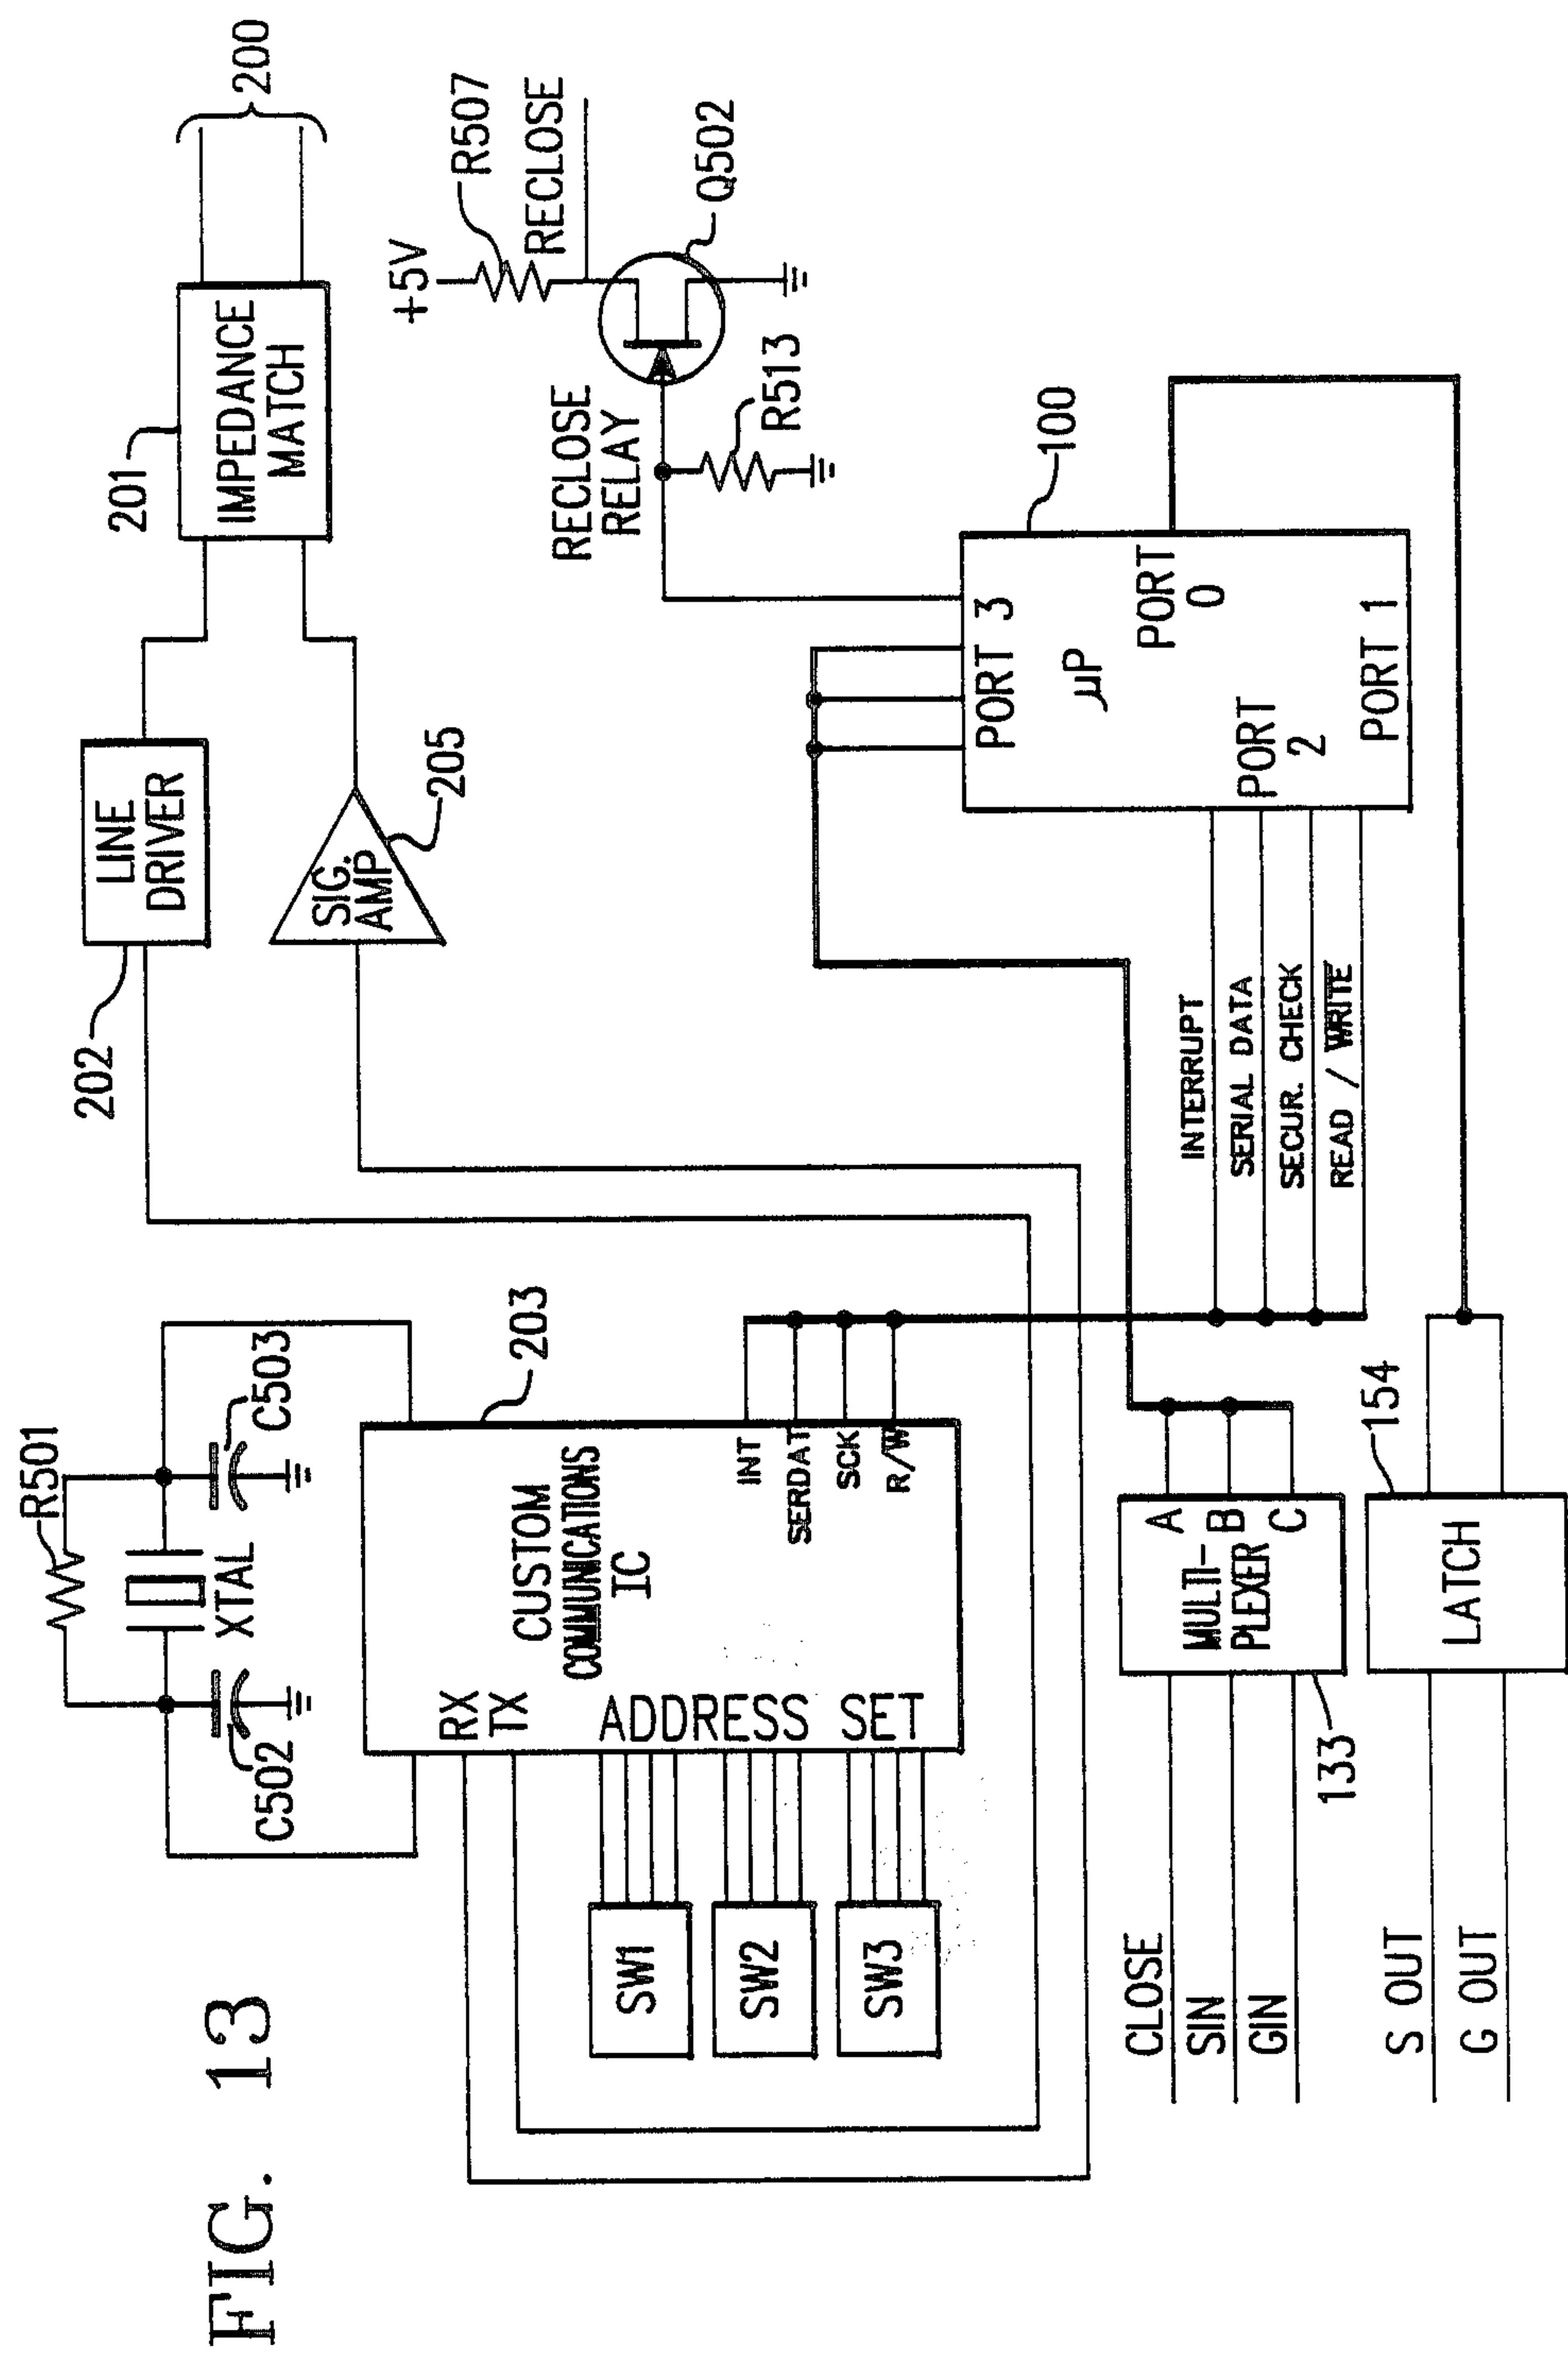 FIG. 13
R501
XTAL
C502
C503
203
CUSTOM
COMMUNICATIONS
IC
RX
TX
ADDRESS SET
INT
SERDAT
SCK
R/W
SW1
SW2
SW3
202
LINE
DRIVER
SIG.
AMP
205
201
IMPEDANCE
MATCH
200
+5V
R507
RECLOSE
Q502
RECLOSE
RELAY
R513
100
PORT 3
µP
PORT
0
PORT
2
PORT 1
INTERRUPT
SERIAL DATA
SECUR. CHECK
READ / WRITE
CLOSE
SIN
GIN
MULTI-
PLEXER
A
B
C
133
S OUT
G OUT
LATCH
154